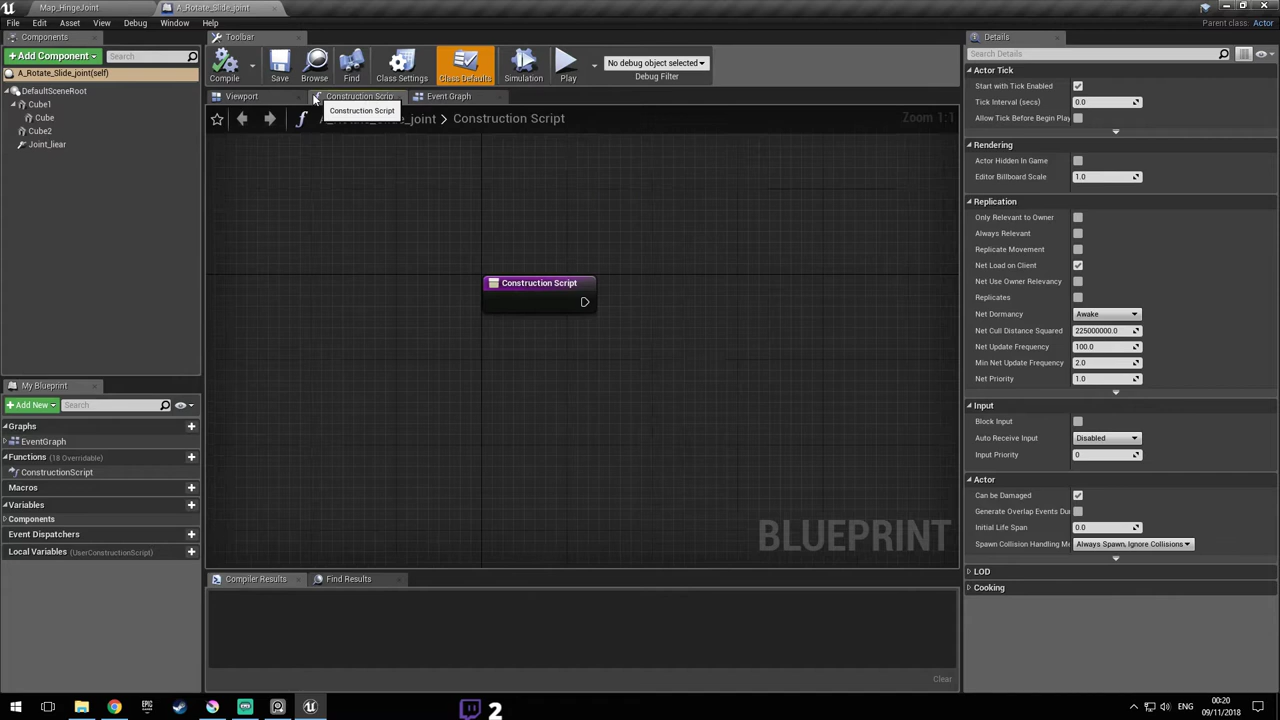 Map_HingeJoint
A_Rotate_Slide_joint
File Edit Asset View Debug Window Help
Parent class: Actor
Components
Toolbar
Details
+Add Component
Search
Search Details
A_Rotate_Slide_joint(self)
DefaultSceneRoot
Cube1
Cube
Cube2
Joint_liear
Compile
Save
Browse
Find
Class Settings
Class Defaults
Simulation
Play
No debug object selected
Debug Filter
Viewport
Construction Scrip
Event Graph
Construction Script
_joint > Construction Script
Zoom 1:1
Construction Script
BLUEPRINT
My Blueprint
+Add New
Search
Graphs
EventGraph
Functions (18 Overridable)
ConstructionScript
Macros
Variables
Components
Event Dispatchers
Local Variables (UserConstructionScript)
Compiler Results
Find Results
Clear
Actor Tick
Start with Tick Enabled
Tick Interval (secs) 0.0
Allow Tick Before Begin Play
Rendering
Actor Hidden In Game
Editor Billboard Scale 1.0
Replication
Only Relevant to Owner
Always Relevant
Replicate Movement
Net Load on Client
Net Use Owner Relevancy
Replicates
Net Dormancy Awake
Net Cull Distance Squared 225000000.0
Net Update Frequency 100.0
Min Net Update Frequency 2.0
Net Priority 1.0
Input
Block Input
Auto Receive Input Disabled
Input Priority 0
Actor
Can be Damaged
Generate Overlap Events Du
Initial Life Span 0.0
Spawn Collision Handling M Always Spawn, Ignore Collisions
LOD
Cooking
2
ENG
00:20
09/11/2018